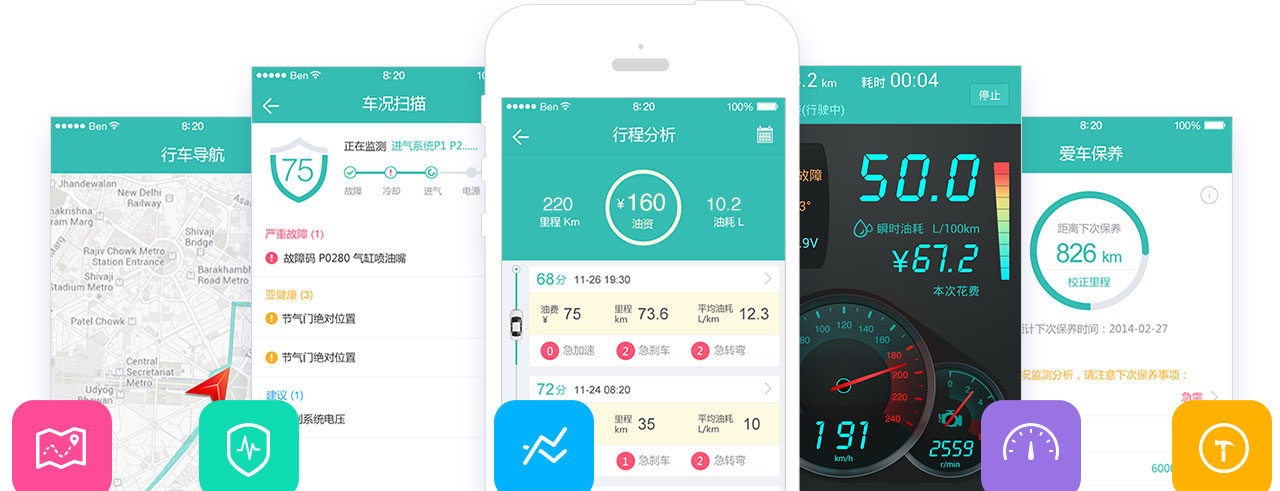 Ben 8:20
行车导航
Jhandewalan
New Delhi
Railway
Rajiv Chowk Metro
Station Entrance
Shivaji
Bridge
Barakhambh
Road Metro
Shivaji
Stadium
Metro
Patel Chowk
Central
Secretariat
Metro
Udyog
Bhawan
Ben 8:20
车况扫描
75
正在监测 进气系统P1 P2......
故障 冷却 进气 电源
严重故障 (1)
故障码 P0280 气缸喷油嘴
亚健康 (3)
节气门绝对位置
节气门绝对位置
建议 (1)
系统电压
Ben 8:20 100%
行程分析
220
里程 Km
¥160
油资
10.2
油耗 L
68分 11-26 19:30
油费 ¥ 75 里程 km 73.6 平均油耗 L/km 12.3
0 急加速 2 急刹车 2 急转弯
72分 11-24 08:20
里程 km 35 平均油耗 L/km 10
1 急刹车 2 急转弯
.2 km 耗时 00:04 停止
(行驶中)
故障
3°
.9V
50.0
瞬时油耗 L/100km
¥67.2
本次花费
80 100 120 140 160 180 200 220 240
191
km/h
0 2 4 6 8
2559
r/min
8:20 100%
爱车保养
距离下次保养
826 km
校正里程
计下次保养时间：2014-02-27
况监测分析，请注意下次保养事项：
急需